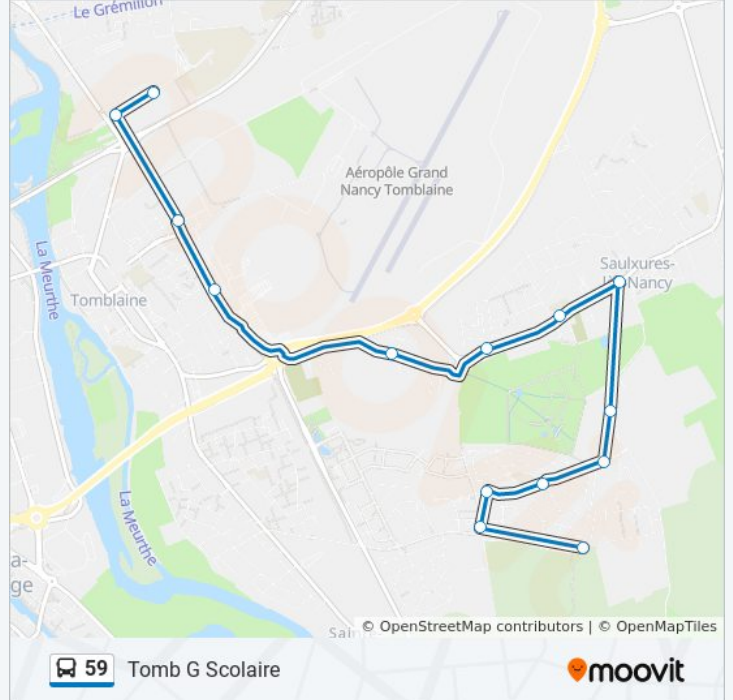 Le Grémillon
Aéropôle Grand
Nancy Tomblaine
La Meurthe
Saulxures-
Nancy
Tomblaine
La Meurthe
a-
ge
© OpenStreetMap contributors | © OpenMapTiles
59 Tomb G Scolaire
moovit